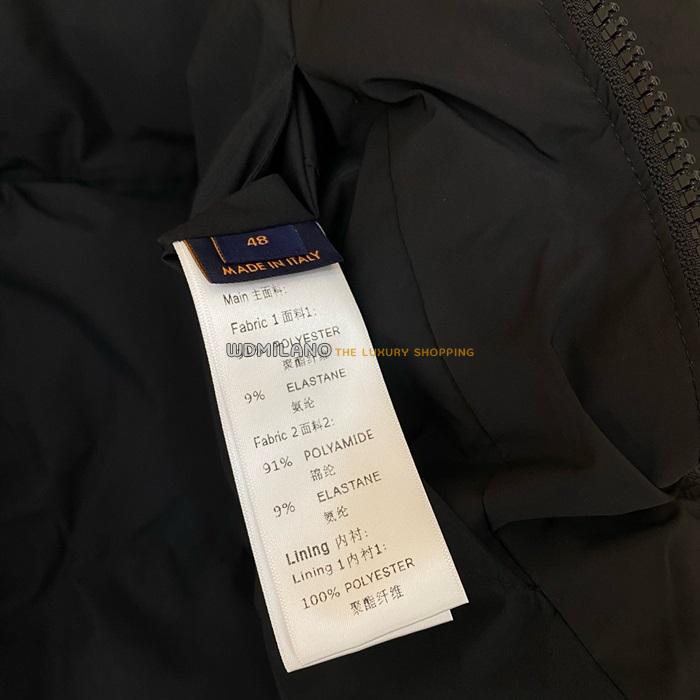 48
MADE IN ITALY
Main 主面料:
Fabric 1 面料1:
POLYESTER
聚酯纤维
9% ELASTANE
氨纶
Fabric 2 面料2:
91% POLYAMIDE
锦纶
9% ELASTANE
氨纶
Lining 内衬:
Lining 1 内衬1:
100% POLYESTER
聚酯纤维
WDMILANO THE LUXURY SHOPPING